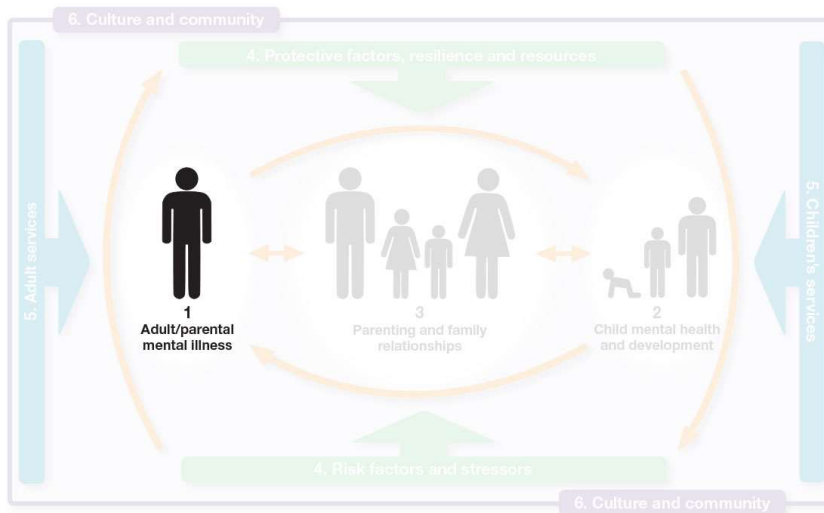 6. Culture and community
4. Protective factors, resilience and resources
5. Adult services
5. Children's services
1
Adult/parental
mental illness
3
Parenting and family
relationships
2
Child mental health
and development
4. Risk factors and stressors
6. Culture and community